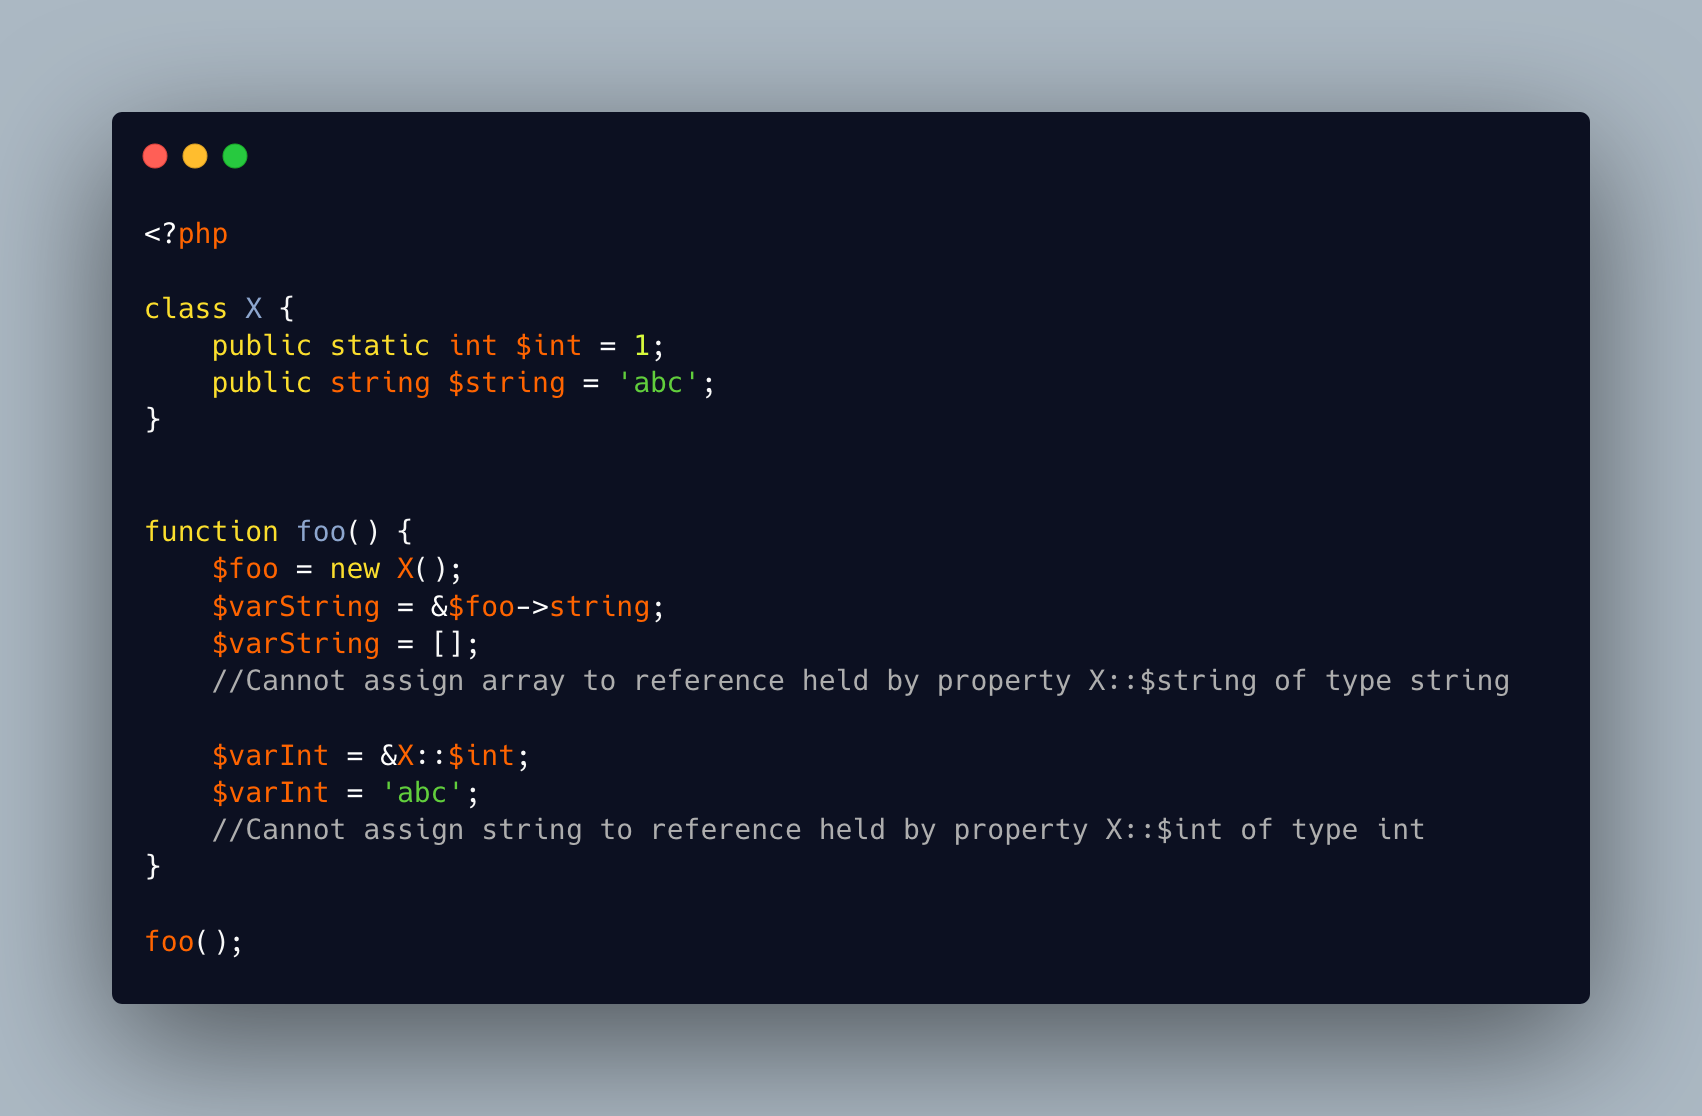 <?php
class X {
    public static int $int = 1;
    public string $string = 'abc';
}
function foo() {
    $foo = new X();
    $varString = &$foo->string;
    $varString = [];
    //Cannot assign array to reference held by property X::$string of type string
    $varInt = &X::$int;
    $varInt = 'abc';
    //Cannot assign string to reference held by property X::$int of type int
}
foo();